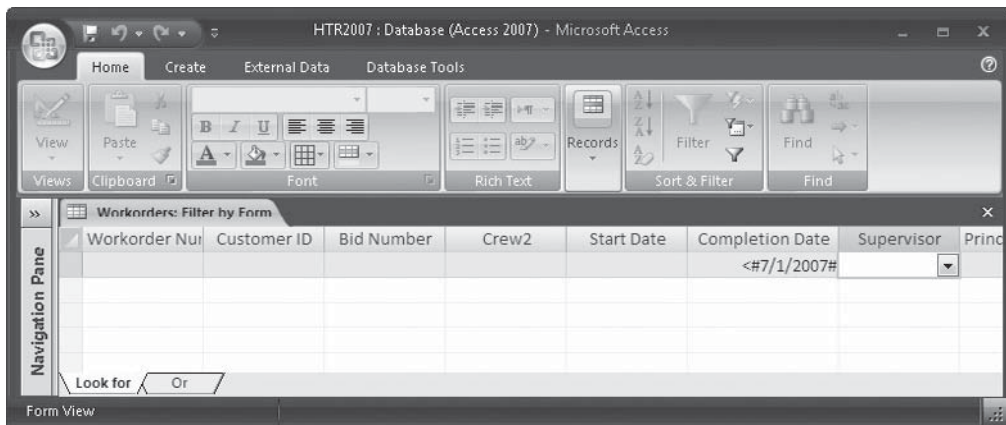 HTR2007 : Database (Access 2007) - Microsoft Access
Home Create External Data Database Tools
View Paste B I U A ab Records A Z Z A A Z Filter Find
Views Clipboard Font Rich Text Sort & Filter Find
» Workorders: Filter by Form ×
Workorder Nur Customer ID Bid Number Crew2 Start Date Completion Date Supervisor Princ
<#7/1/2007#
Navigation Pane
Look for Or
Form View